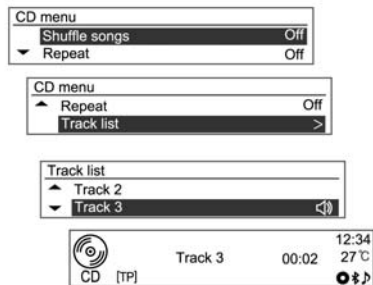 CD menu
Shuffle songs Off
Repeat Off
CD menu
Repeat Off
Track list >
Track list
Track 2
Track 3
12:34
Track 3 00:02 27℃
CD [TP]